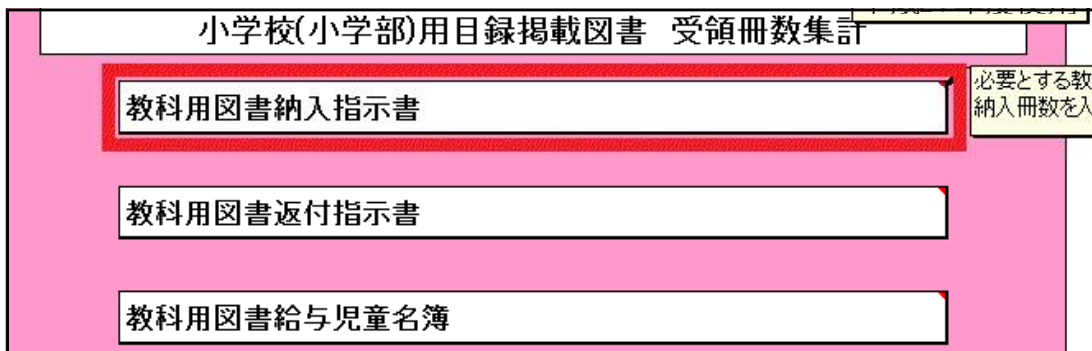 小学校(小学部)用目録掲載図書 受領冊数集計
教科用図書納入指示書
必要とする教
納入冊数を入
教科用図書返付指示書
教科用図書給与児童名簿